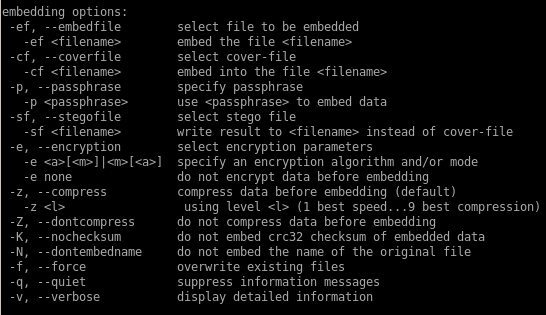 embedding options:
 -ef, --embedfile        select file to be embedded
   -ef <filename>        embed the file <filename>
 -cf, --coverfile        select cover-file
   -cf <filename>        embed into the file <filename>
 -p, --passphrase        specify passphrase
   -p <passphrase>       use <passphrase> to embed data
 -sf, --stegofile        select stego file
   -sf <filename>        write result to <filename> instead of cover-file
 -e, --encryption        select encryption parameters
   -e <a>[<m>]|<m>[<a>]  specify an encryption algorithm and/or mode
   -e none               do not encrypt data before embedding
 -z, --compress          compress data before embedding (default)
   -z <l>                 using level <l> (1 best speed...9 best compression)
 -Z, --dontcompress      do not compress data before embedding
 -K, --nochecksum        do not embed crc32 checksum of embedded data
 -N, --dontembedname     do not embed the name of the original file
 -f, --force             overwrite existing files
 -q, --quiet             suppress information messages
 -v, --verbose           display detailed information